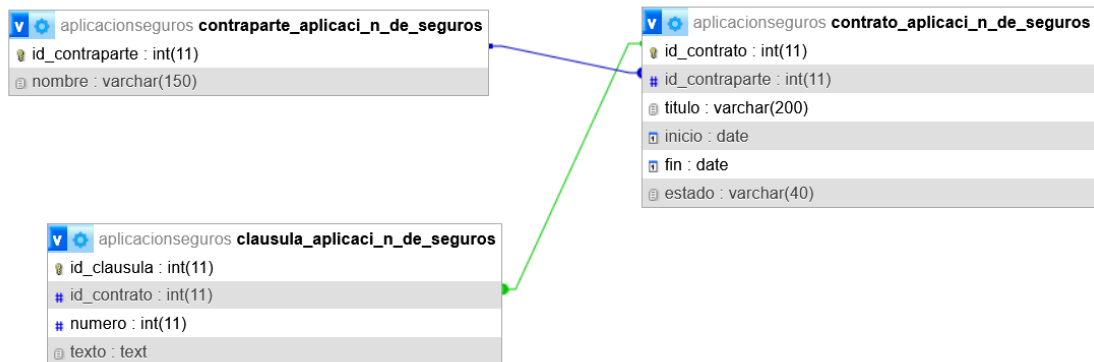 v aplicacionseguros contraparte_aplicaci_n_de_seguros
id_contraparte : int(11)
nombre : varchar(150)
v aplicacionseguros contrato_aplicaci_n_de_seguros
id_contrato : int(11)
# id_contraparte : int(11)
titulo : varchar(200)
inicio : date
fin : date
estado : varchar(40)
v aplicacionseguros clausula_aplicaci_n_de_seguros
id_clausula : int(11)
# id_contrato : int(11)
# numero : int(11)
texto : text